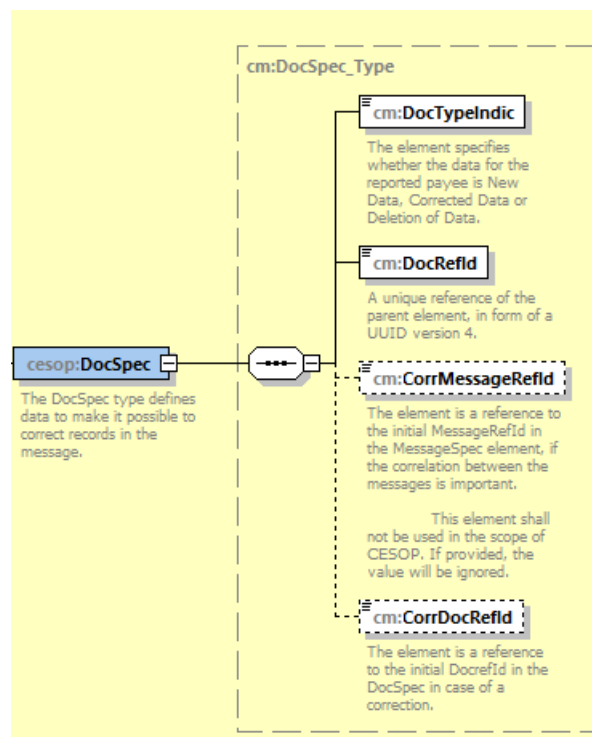 cm:DocSpec_Type
cm:DocTypeIndic
The element specifies
whether the data for the
reported payee is New
Data, Corrected Data or
Deletion of Data.
cm:DocRefId
A unique reference of the
parent element, in form of a
UUID version 4.
cesop:DocSpec
The DocSpec type defines
data to make it possible to
correct records in the
message.
cm:CorrMessageRefId
The element is a reference to
the initial MessageRefId in
the MessageSpec element, if
the correlation between the
messages is important.
This element shall
not be used in the scope of
CESOP. If provided, the
value will be ignored.
cm:CorrDocRefId
The element is a reference
to the initial DocrefId in the
DocSpec in case of a
correction.